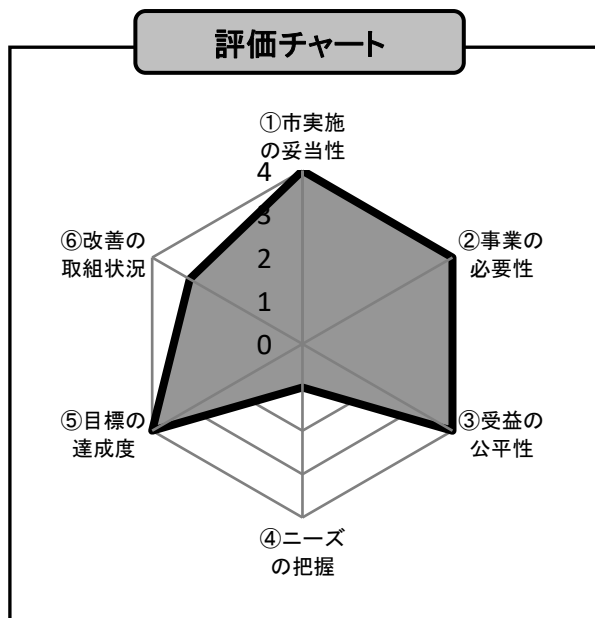 評価チャート
①市実施
の妥当性
4
3
2
1
0
②事業の
必要性
③受益の
公平性
④ニーズ
の把握
⑤目標の
達成度
⑥改善の
取組状況